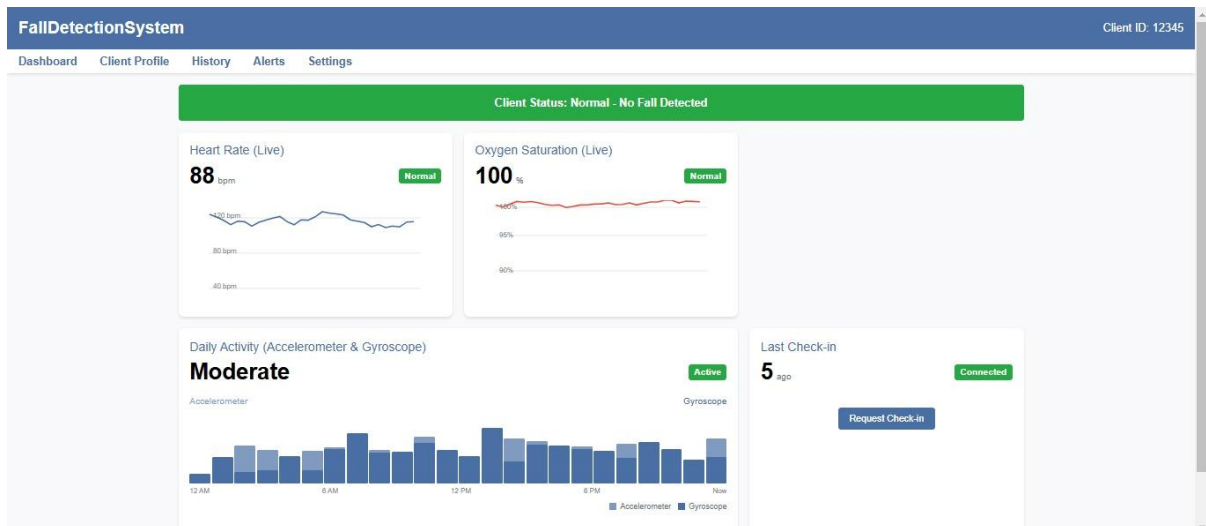 FallDetectionSystem
Client ID: 12345
Dashboard Client Profile History Alerts Settings
Client Status: Normal - No Fall Detected
Heart Rate (Live)
88 bpm
Normal
120 bpm
80 bpm
40 bpm
Oxygen Saturation (Live)
100 %
Normal
100%
95%
90%
Daily Activity (Accelerometer & Gyroscope)
Moderate
Active
Accelerometer
Gyroscope
12 AM 6 AM 12 PM 6 PM Now
Accelerometer Gyroscope
Last Check-in
5 ago
Connected
Request Check-in